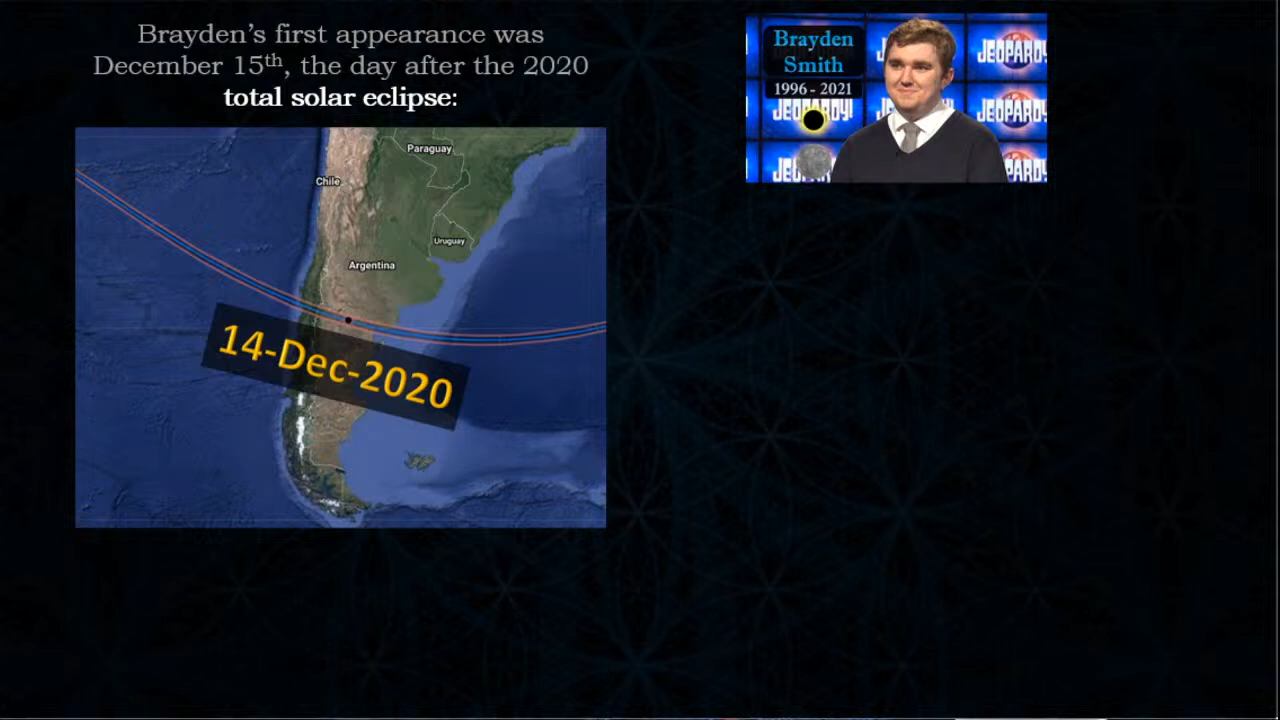 Brayden’s first appearance was
December 15th, the day after the 2020
total solar eclipse:
Paraguay
Chile
Uruguay
Argentina
14-Dec-2020
Brayden
Smith
1996 - 2021
JEOPARDY!
JEOPARDY!
JEOPARDY!